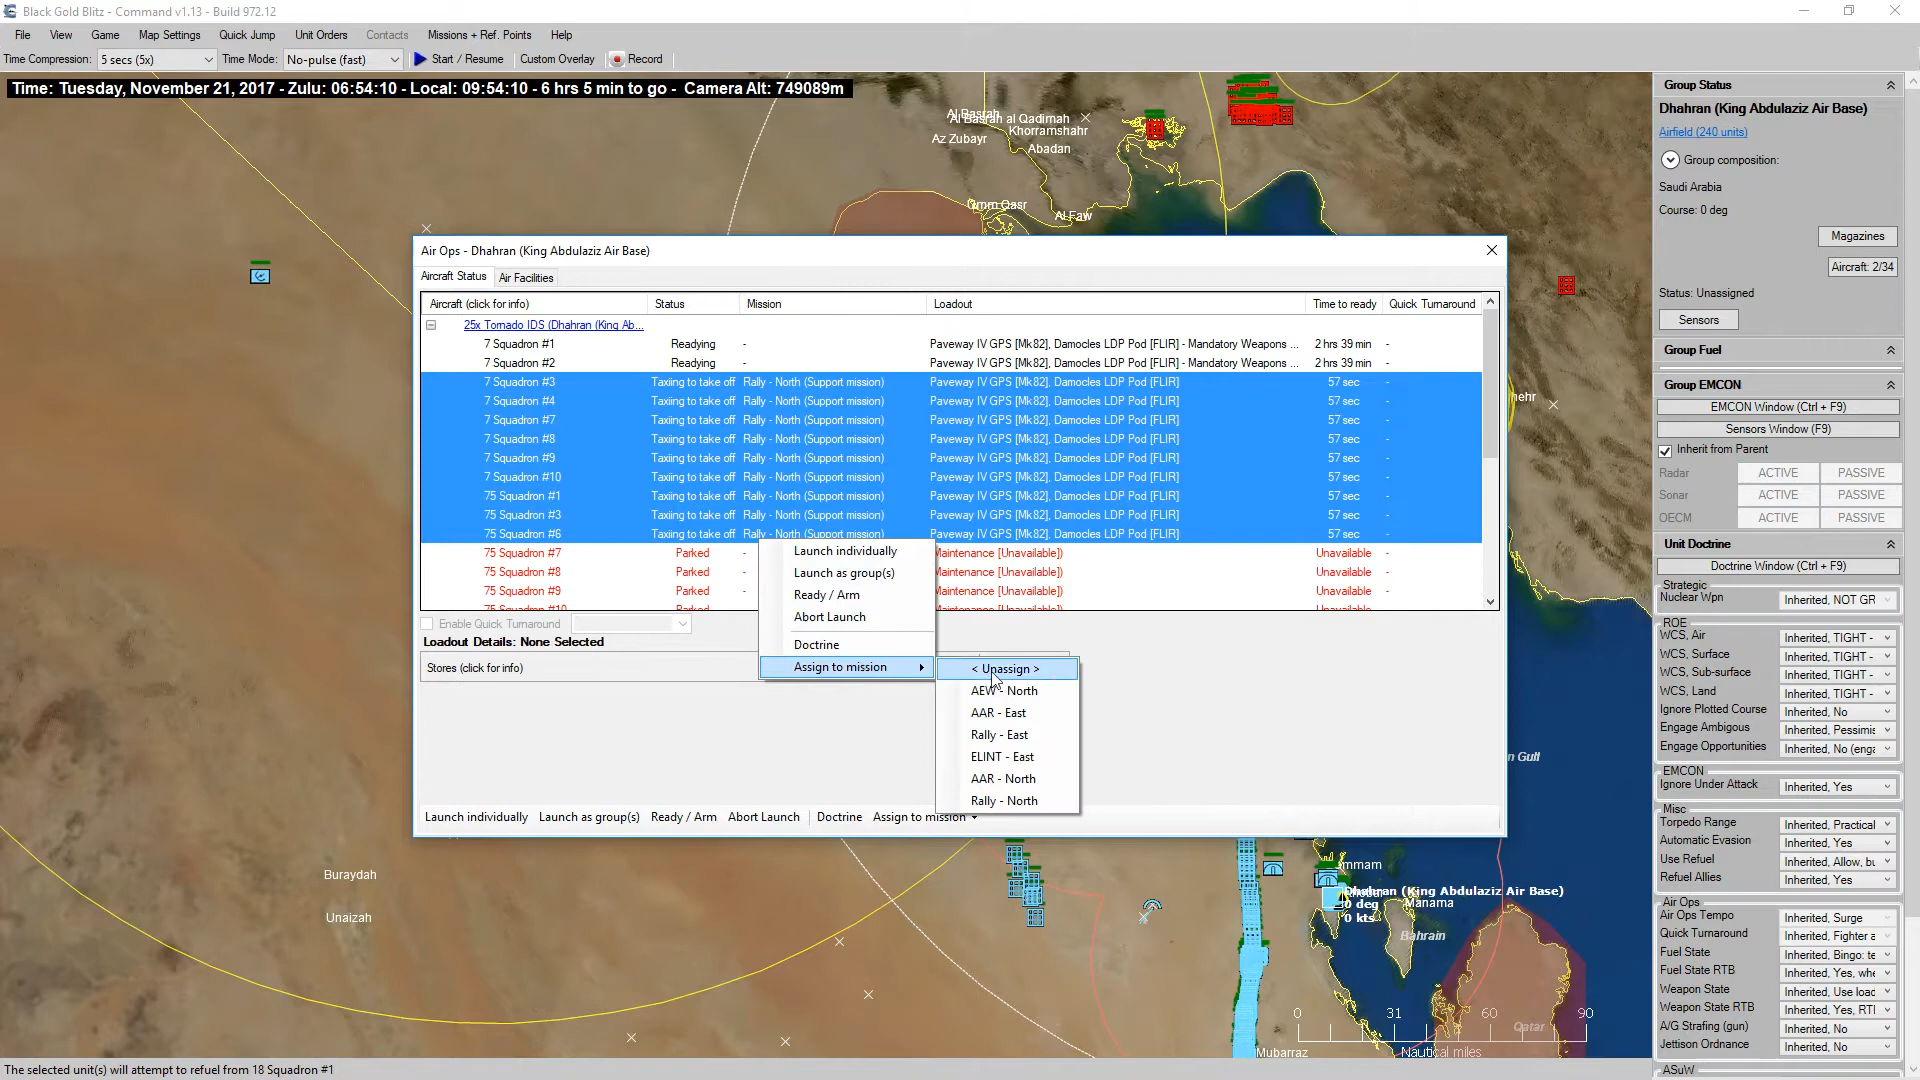 Black Gold Blitz - Command v1.13 - Build 972.12
File View Game Map Settings Quick Jump Unit Orders Contacts Missions + Ref. Points Help
Time Compression: 5 secs (5x) Time Mode: No-pulse (fast) Start / Resume Custom Overlay Record
Time: Tuesday, November 21, 2017 - Zulu: 06:54:10 - Local: 09:54:10 - 6 hrs 5 min to go - Camera Alt: 749089m
Al Basrah
Al Basrah al Qadimah
Khorramshahr
Az Zubayr
Abadan
Umm Qasr
Al Faw
Air Ops - Dhahran (King Abdulaziz Air Base)
Aircraft Status Air Facilities
Aircraft (click for info) Status Mission Loadout Time to ready Quick Turnaround
25x Tornado IDS (Dhahran (King Ab...
7 Squadron #1 Readying - Paveway IV GPS [Mk82], Damocles LDP Pod [FLIR] - Mandatory Weapons ... 2 hrs 39 min -
7 Squadron #2 Readying - Paveway IV GPS [Mk82], Damocles LDP Pod [FLIR] - Mandatory Weapons ... 2 hrs 39 min -
7 Squadron #3 Taxiing to take off Rally - North (Support mission) Paveway IV GPS [Mk82], Damocles LDP Pod [FLIR] 57 sec -
7 Squadron #4 Taxiing to take off Rally - North (Support mission) Paveway IV GPS [Mk82], Damocles LDP Pod [FLIR] 57 sec -
7 Squadron #7 Taxiing to take off Rally - North (Support mission) Paveway IV GPS [Mk82], Damocles LDP Pod [FLIR] 57 sec -
7 Squadron #8 Taxiing to take off Rally - North (Support mission) Paveway IV GPS [Mk82], Damocles LDP Pod [FLIR] 57 sec -
7 Squadron #9 Taxiing to take off Rally - North (Support mission) Paveway IV GPS [Mk82], Damocles LDP Pod [FLIR] 57 sec -
7 Squadron #10 Taxiing to take off Rally - North (Support mission) Paveway IV GPS [Mk82], Damocles LDP Pod [FLIR] 57 sec -
75 Squadron #1 Taxiing to take off Rally - North (Support mission) Paveway IV GPS [Mk82], Damocles LDP Pod [FLIR] 57 sec -
75 Squadron #3 Taxiing to take off Rally - North (Support mission) Paveway IV GPS [Mk82], Damocles LDP Pod [FLIR] 57 sec -
75 Squadron #6 Taxiing to take off Rally - North (Support mission) Paveway IV GPS [Mk82], Damocles LDP Pod [FLIR] 57 sec -
75 Squadron #7 Parked - Maintenance [Unavailable]) Unavailable -
75 Squadron #8 Parked - Maintenance [Unavailable]) Unavailable -
75 Squadron #9 Parked - Maintenance [Unavailable]) Unavailable -
75 Squadron #10 Parked - Maintenance [Unavailable]) Unavailable -
Launch individually
Launch as group(s)
Ready / Arm
Abort Launch
Doctrine
Assign to mission
< Unassign >
AEW - North
AAR - East
Rally - East
ELINT - East
AAR - North
Rally - North
Enable Quick Turnaround
Loadout Details: None Selected
Stores (click for info)
Launch individually Launch as group(s) Ready / Arm Abort Launch Doctrine Assign to mission
Buraydah
Unaizah
mmam
Dhahran (King Abdulaziz Air Base)
0 deg
0 kts
Manama
Bahrain
Qatar
Mubarraz
hehr
n Gulf
0 31 60 90
Nautical miles
The selected unit(s) will attempt to refuel from 18 Squadron #1
Group Status
Dhahran (King Abdulaziz Air Base)
Airfield (240 units)
Group composition:
Saudi Arabia
Course: 0 deg
Magazines
Aircraft: 2/34
Status: Unassigned
Sensors
Group Fuel
Group EMCON
EMCON Window (Ctrl + F9)
Sensors Window (F9)
Inherit from Parent
Radar ACTIVE PASSIVE
Sonar ACTIVE PASSIVE
OECM ACTIVE PASSIVE
Unit Doctrine
Doctrine Window (Ctrl + F9)
Strategic
Nuclear Wpn Inherited, NOT GR
ROE
WCS, Air Inherited, TIGHT -
WCS, Surface Inherited, TIGHT -
WCS, Sub-surface Inherited, TIGHT -
WCS, Land Inherited, TIGHT -
Ignore Plotted Course Inherited, No
Engage Ambiguous Inherited, Pessimis
Engage Opportunities Inherited, No (enga
EMCON
Ignore Under Attack Inherited, Yes
Misc
Torpedo Range Inherited, Practical
Automatic Evasion Inherited, Yes
Use Refuel Inherited, Allow, bu
Refuel Allies Inherited, Yes
Air Ops
Air Ops Tempo Inherited, Surge
Quick Turnaround Inherited, Fighter a
Fuel State Inherited, Bingo: te
Fuel State RTB Inherited, Yes, whe
Weapon State Inherited, Use load
Weapon State RTB Inherited, Yes, RTI
A/G Strafing (gun) Inherited, No
Jettison Ordnance Inherited, No
ASuW